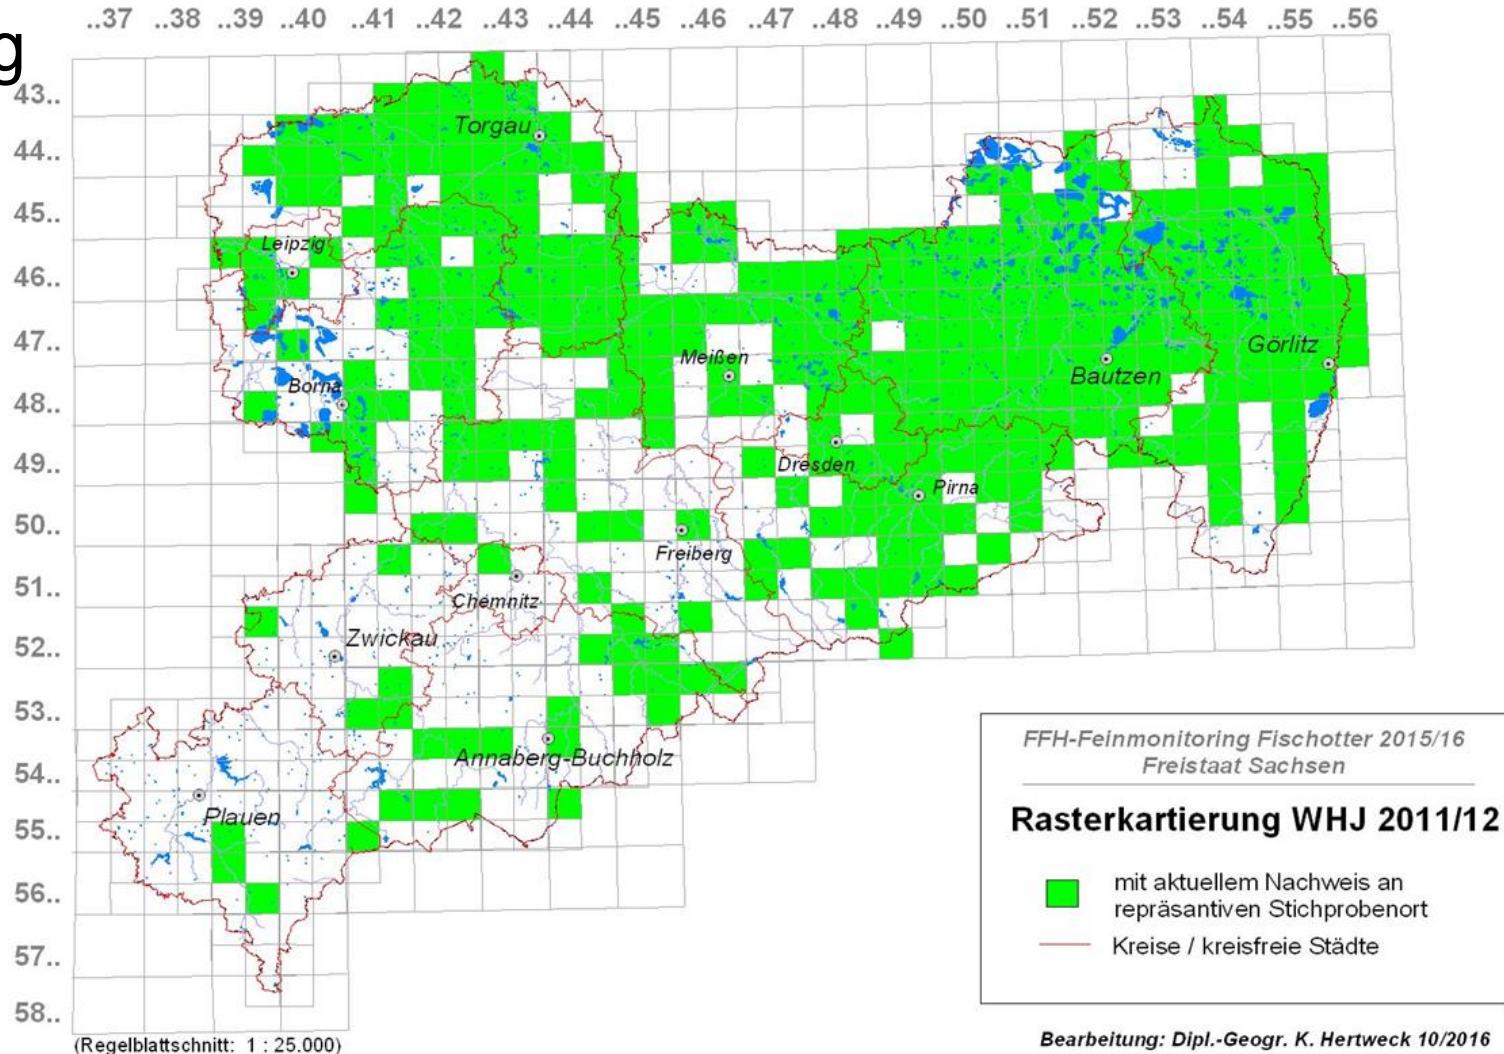 g
..37 ..38 ..39 ..40 ..41 ..42 ..43 ..44 ..45 ..46 ..47 ..48 ..49 ..50 ..51 ..52 ..53 ..54 ..55 ..56
43..
44..
45..
46..
47..
48..
49..
50..
51..
52..
53..
54..
55..
56..
57..
58..
Torgau
Leipzig
Görlitz
Meißen
Bautzen
Borna
Dresden
Pirna
Freiberg
Chemnitz
Zwickau
Annaberg-Buchholz
Plauen
FFH-Feinmonitoring Fischotter 2015/16
Freistaat Sachsen
Rasterkartierung WHJ 2011/12
mit aktuellem Nachweis an
repräsantiven Stichprobenort
Kreise / kreisfreie Städte
(Regelblattschnitt: 1 : 25.000)
Bearbeitung: Dipl.-Geogr. K. Hertweck 10/2016